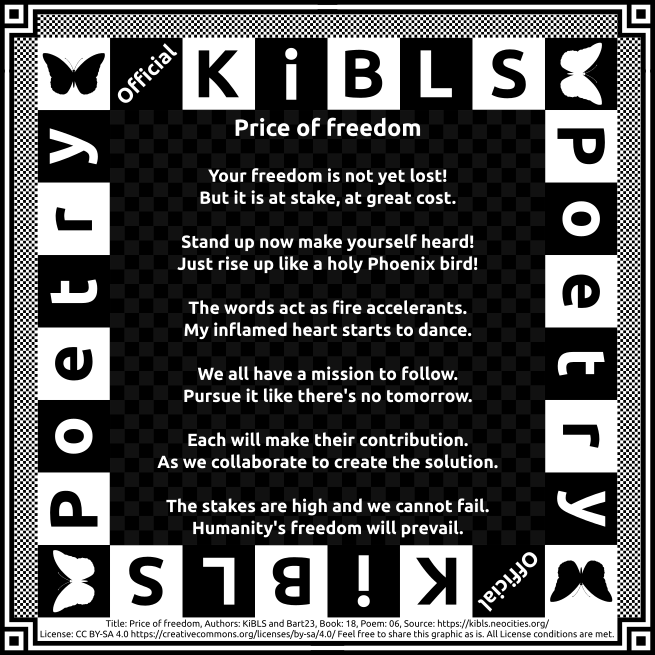 Official KiBLS
Poetry
Poetry
Price of freedom
Your freedom is not yet lost!
But it is at stake, at great cost.
Stand up now make yourself heard!
Just rise up like a holy Phoenix bird!
The words act as fire accelerants.
My inflamed heart starts to dance.
We all have a mission to follow.
Pursue it like there's no tomorrow.
Each will make their contribution.
As we collaborate to create the solution.
The stakes are high and we cannot fail.
Humanity's freedom will prevail.
Official KiBLS
Title: Price of freedom, Authors: KiBLS and Bart23, Book: 18, Poem: 06, Source: https://kibls.neocities.org/
License: CC BY-SA 4.0 https://creativecommons.org/licenses/by-sa/4.0/ Feel free to share this graphic as is. All License conditions are met.